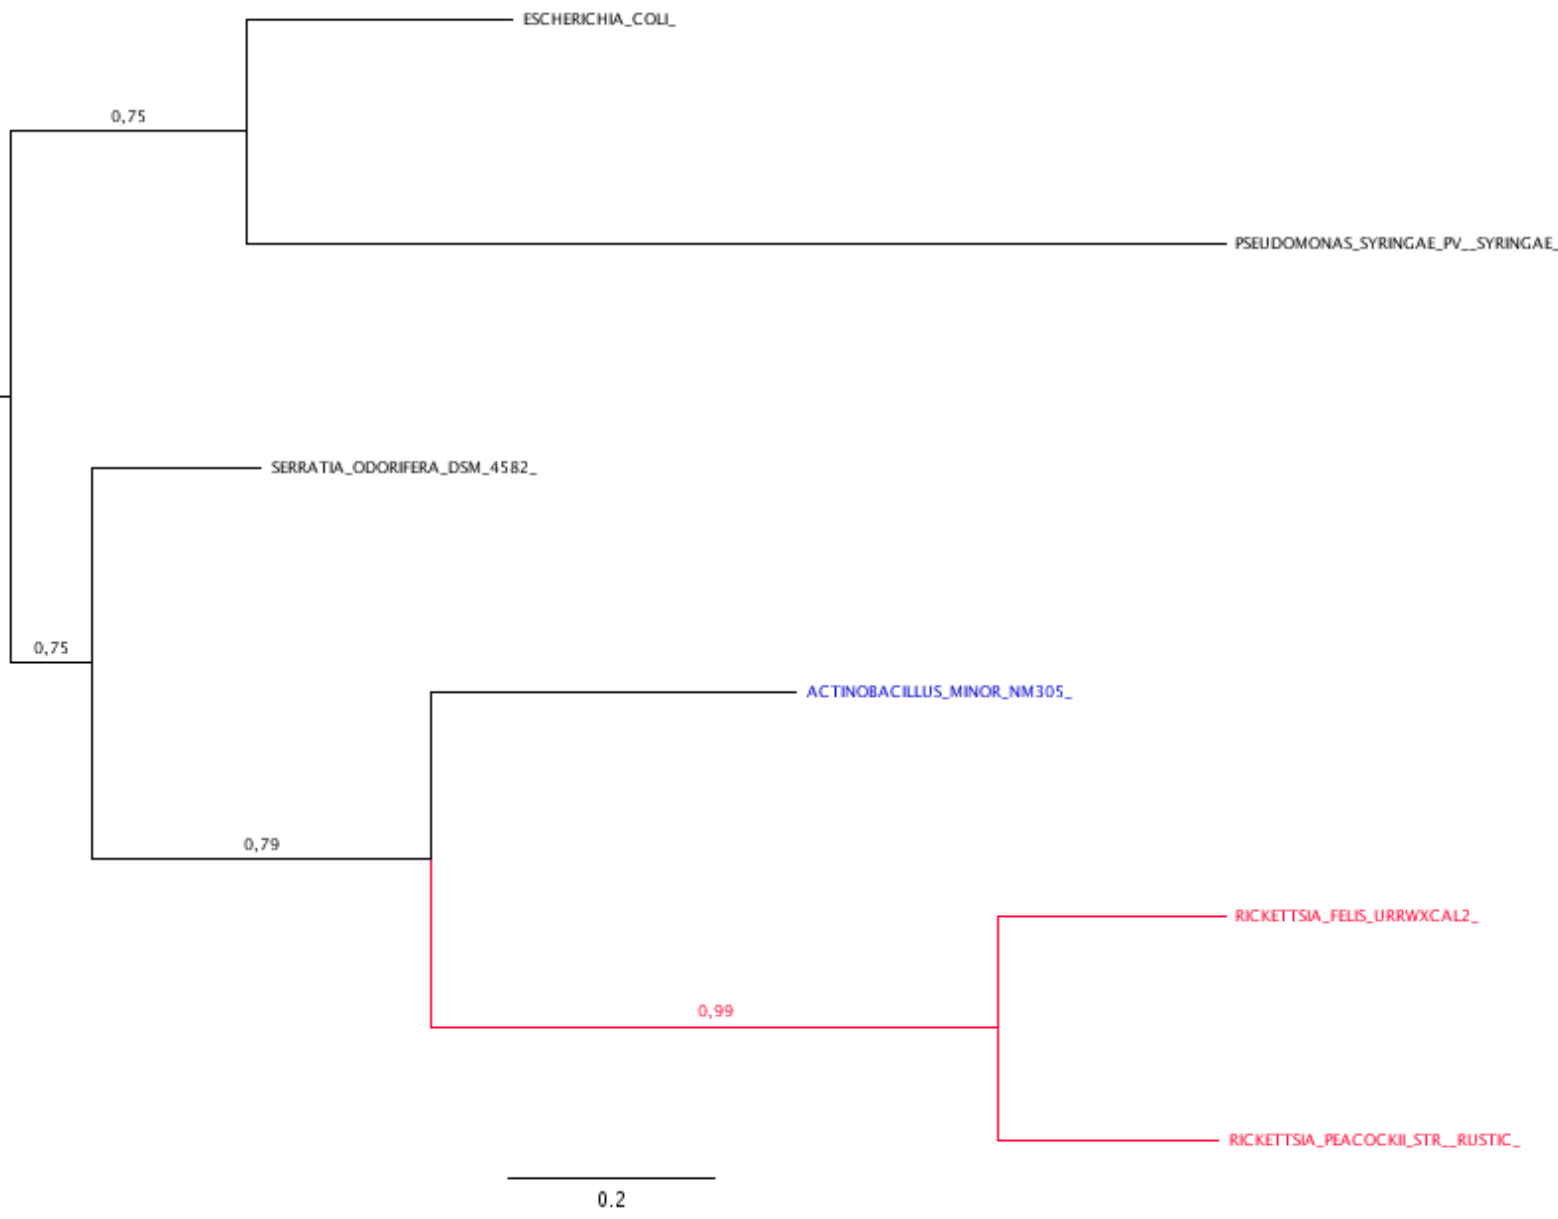 ESCHERICHIA_COLI_
0,75
PSEUDOMONAS_SYRINGAE_PV__SYRINGAE_
SERRATIA_ODORIFERA_DSM_4582_
0,75
ACTINOBACILLUS_MINOR_NM305_
0,79
RICKETTSIA_FELIS_URRWXCAL2_
0,99
RICKETTSIA_PEACOCKII_STR__RUSTIC_
0.2